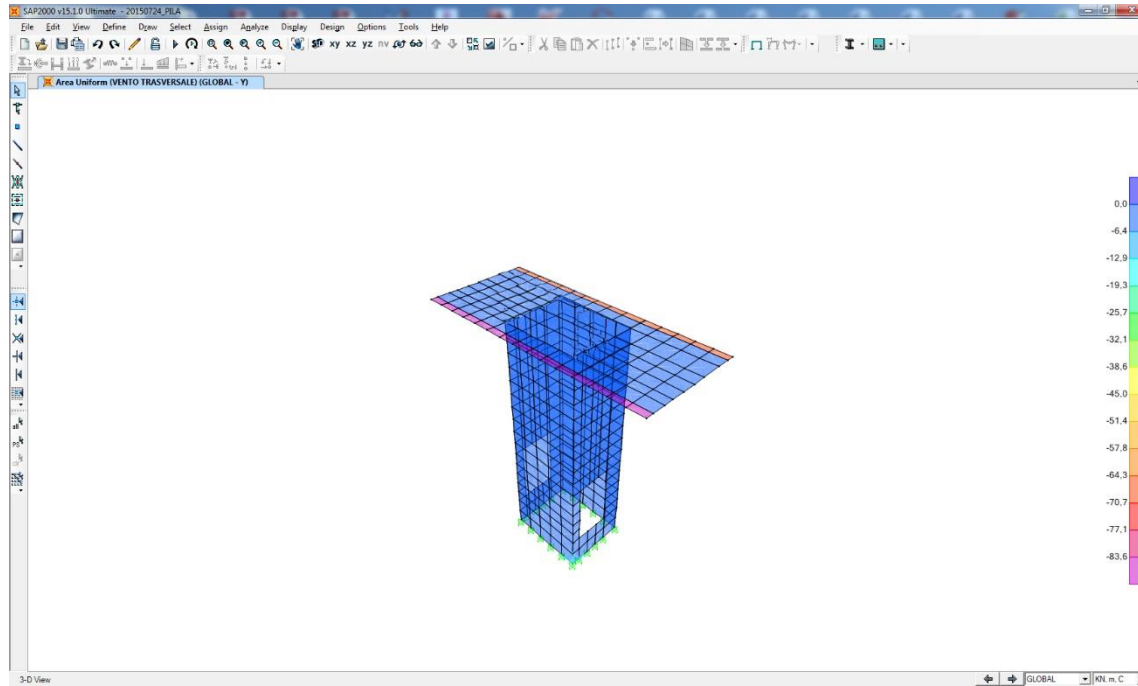 SAP2000 v15.1.0 Ultimate - 20150724_PILA
File Edit View Define Draw Select Assign Analyze Display Design Options Tools Help
3D xy xz yz nv
Area Uniform (VENTO TRASVERSALE) (GLOBAL - Y)
0,0
-6,4
-12,9
-19,3
-25,7
-32,1
-38,6
-45,0
-51,4
-57,8
-64,3
-70,7
-77,1
-83,6
all
PS
3-D View
GLOBAL
KN, m, C